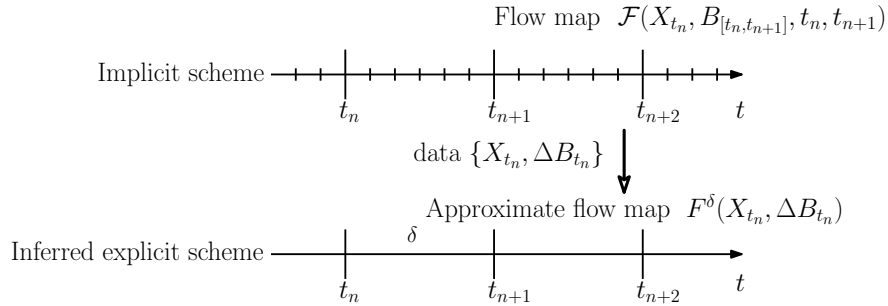 Flow map $\mathcal{F}(X_{t_n}, B_{[t_n,t_{n+1}]}, t_n, t_{n+1})$
Implicit scheme
$t_n$ $t_{n+1}$ $t_{n+2}$ $t$
data $\{X_{t_n}, \Delta B_{t_n}\}$
Approximate flow map $F^{\delta}(X_{t_n}, \Delta B_{t_n})$
$\delta$
Inferred explicit scheme
$t_n$ $t_{n+1}$ $t_{n+2}$ $t$